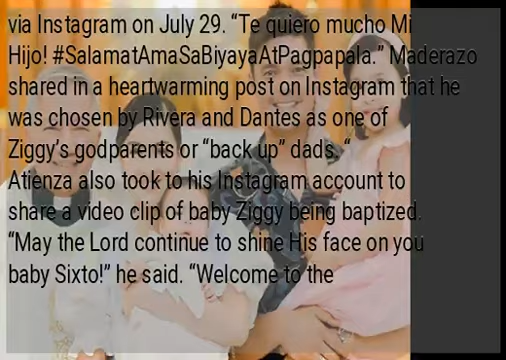 via Instagram on July 29. “Te quiero mucho Mi
Hijo! #SalamatAmaSaBiyayaAtPagpapala.” Maderazo
shared in a heartwarming post on Instagram that he
was chosen by Rivera and Dantes as one of
Ziggy’s godparents or “back up” dads. “
Atienza also took to his Instagram account to
share a video clip of baby Ziggy being baptized.
“May the Lord continue to shine His face on you
baby Sixto!” he said. “Welcome to the